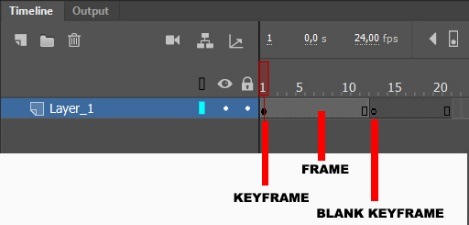 Timeline Output
1 0,0 s 24,00 fps
1 5 10 15 20
Layer_1
FRAME
KEYFRAME
BLANK KEYFRAME